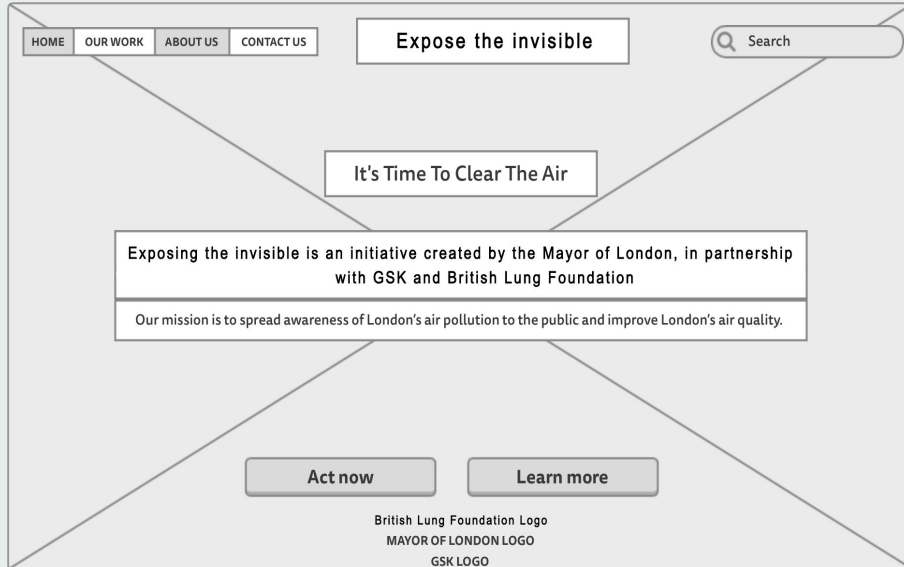 HOME OUR WORK ABOUT US CONTACT US
Expose the invisible
Search
It's Time To Clear The Air
Exposing the invisible is an initiative created by the Mayor of London, in partnership
with GSK and British Lung Foundation
Our mission is to spread awareness of London's air pollution to the public and improve London's air quality.
Act now
Learn more
British Lung Foundation Logo
MAYOR OF LONDON LOGO
GSK LOGO